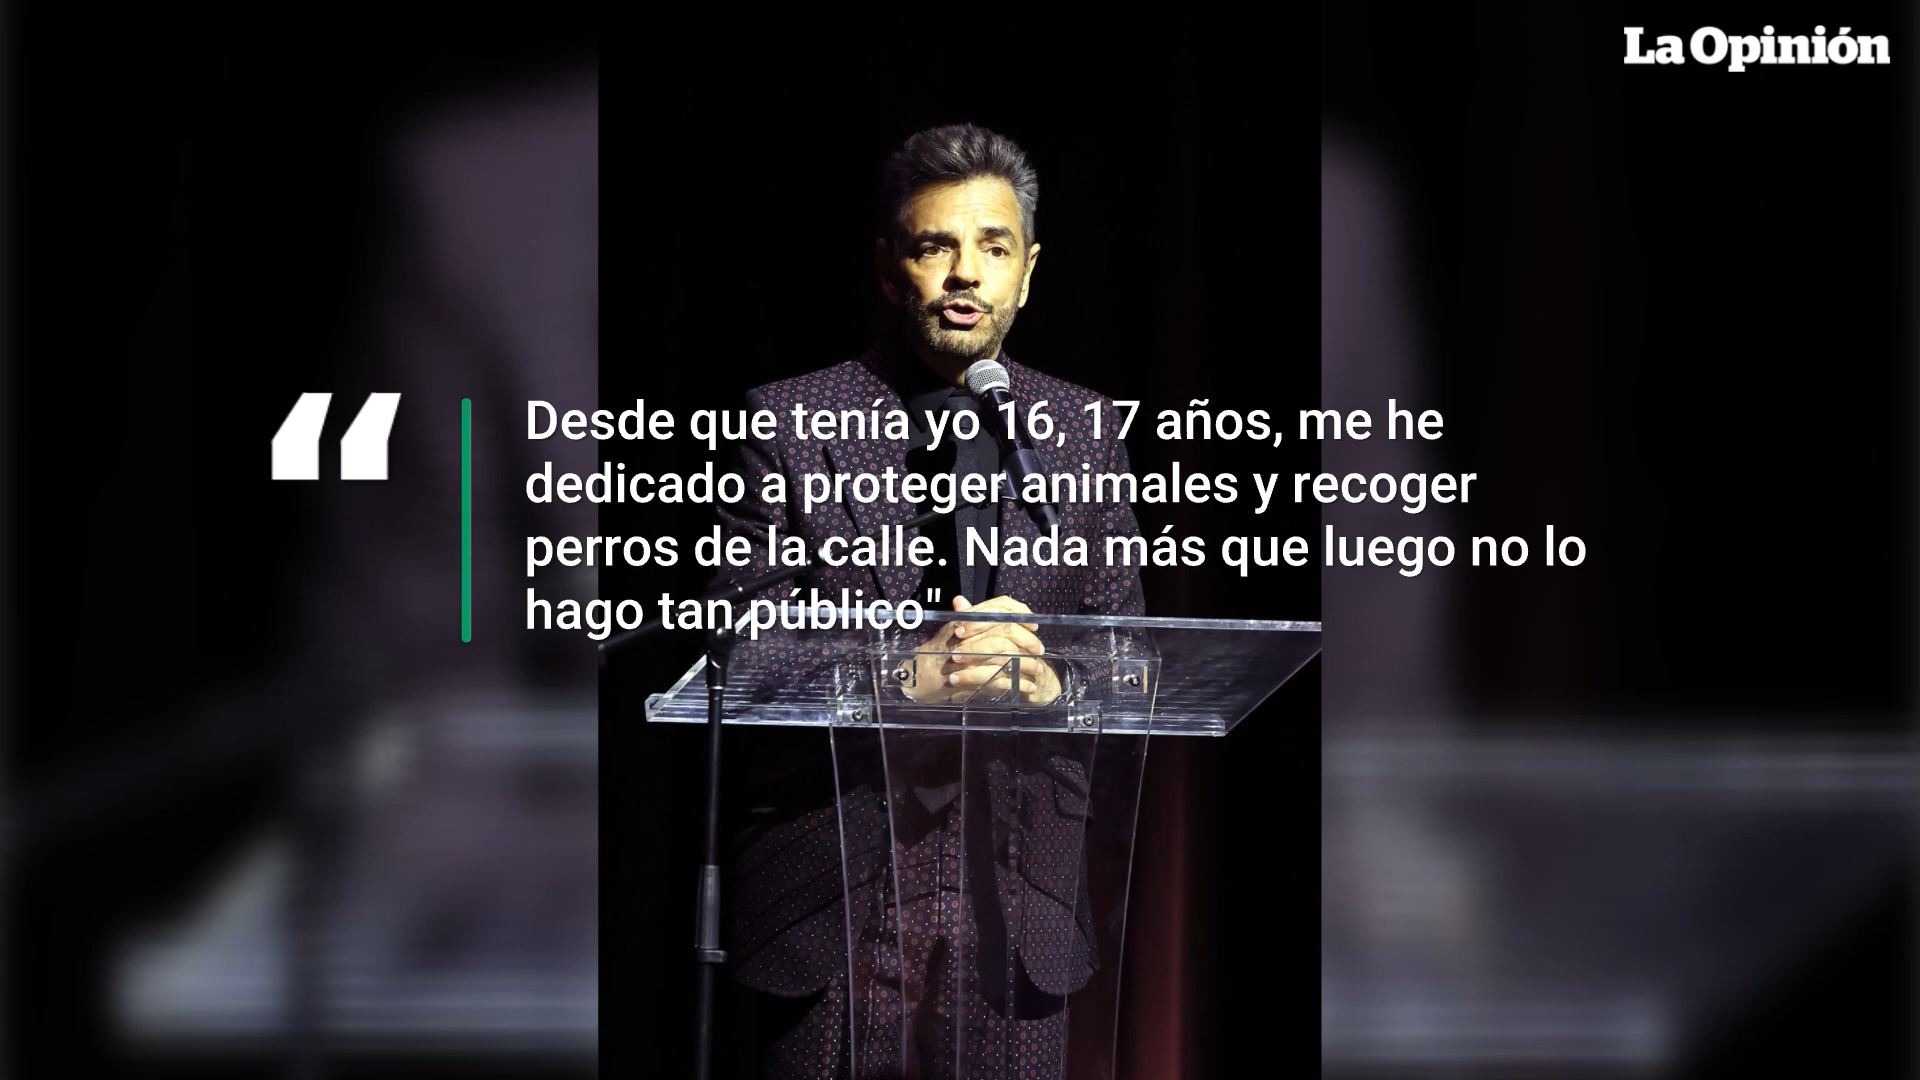 La Opinión
“
Desde que tenía yo 16, 17 años, me he
dedicado a proteger animales y recoger
perros de la calle. Nada más que luego no lo
hago tan público"